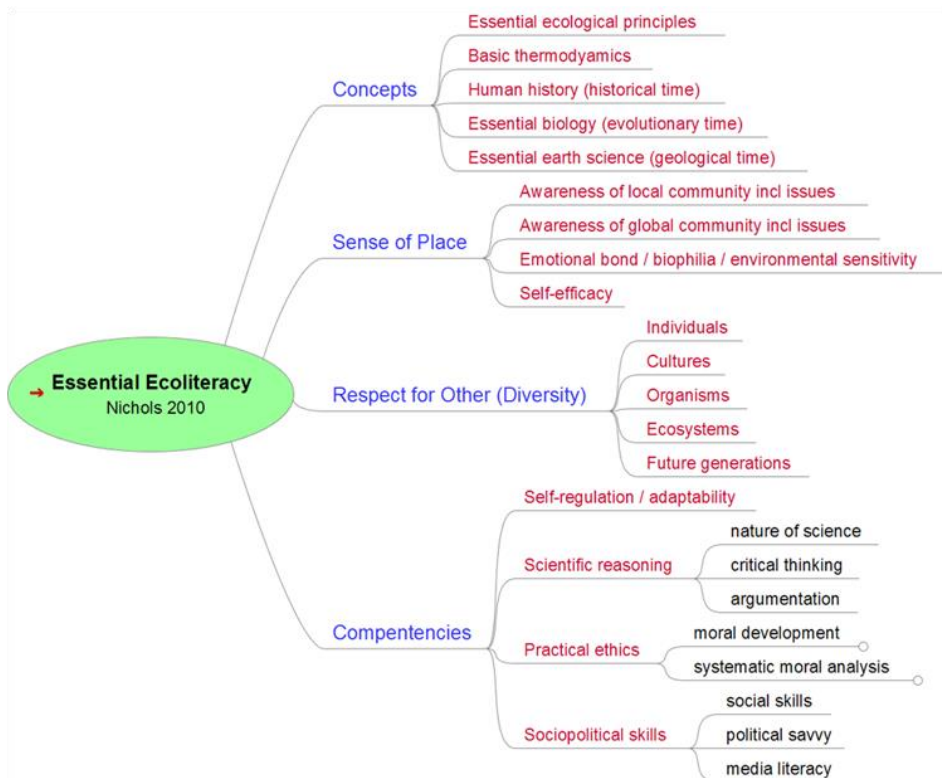 Essential Ecoliteracy
Nichols 2010
Concepts
Essential ecological principles
Basic thermodyamics
Human history (historical time)
Essential biology (evolutionary time)
Essential earth science (geological time)
Sense of Place
Awareness of local community incl issues
Awareness of global community incl issues
Emotional bond / biophilia / environmental sensitivity
Self-efficacy
Respect for Other (Diversity)
Individuals
Cultures
Organisms
Ecosystems
Future generations
Compentencies
Self-regulation / adaptability
Scientific reasoning
nature of science
critical thinking
argumentation
Practical ethics
moral development
systematic moral analysis
Sociopolitical skills
social skills
political savvy
media literacy